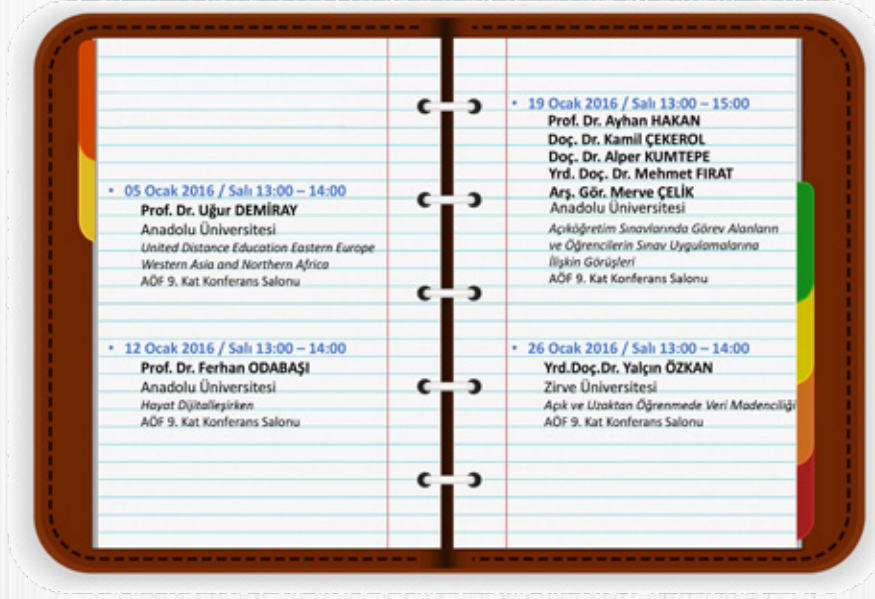 • 05 Ocak 2016 / Salı 13:00 – 14:00
Prof. Dr. Uğur DEMİRAY
Anadolu Üniversitesi
United Distance Education Eastern Europe
Western Asia and Northern Africa
AÖF 9. Kat Konferans Salonu
• 12 Ocak 2016 / Salı 13:00 – 14:00
Prof. Dr. Ferhan ODABAŞI
Anadolu Üniversitesi
Hayat Dijitalleşirken
AÖF 9. Kat Konferans Salonu
• 19 Ocak 2016 / Salı 13:00 – 15:00
Prof. Dr. Ayhan HAKAN
Doç. Dr. Kamil ÇEKEROL
Doç. Dr. Alper KUMTEPE
Yrd. Doç. Dr. Mehmet FIRAT
Arş. Gör. Merve ÇELİK
Anadolu Üniversitesi
Açıköğretim Sınavlarında Görev Alanların
ve Öğrencilerin Sınav Uygulamalarına
İlişkin Görüşleri
AÖF 9. Kat Konferans Salonu
• 26 Ocak 2016 / Salı 13:00 – 14:00
Yrd.Doç.Dr. Yalçın ÖZKAN
Zirve Üniversitesi
Açık ve Uzaktan Öğrenmede Veri Madenciliği
AÖF 9. Kat Konferans Salonu